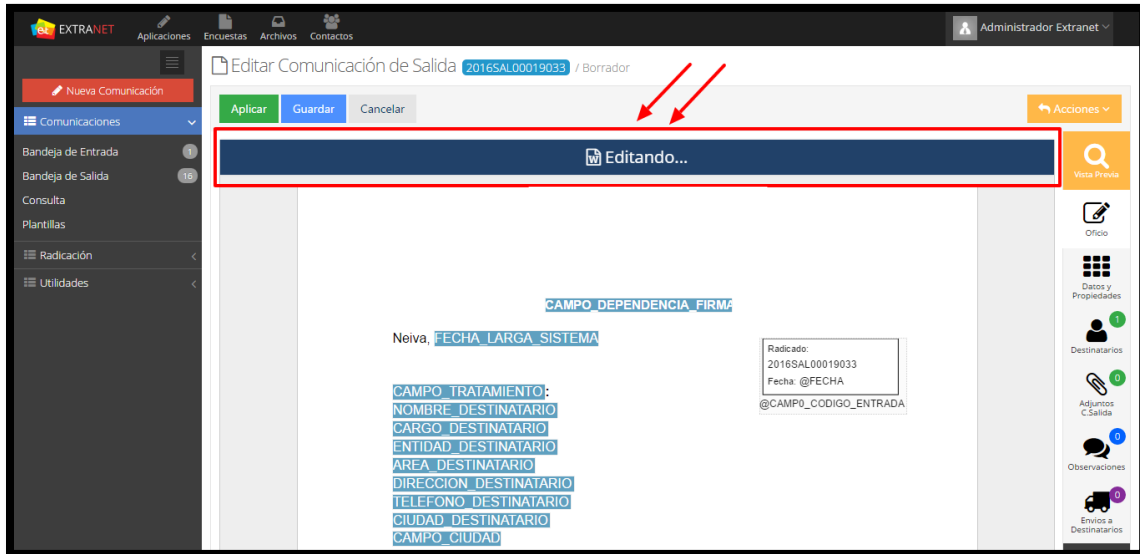 EXTRANET
Aplicaciones
Encuestas
Archivos
Contactos
Administrador Extranet
Nueva Comunicación
Comunicaciones
Bandeja de Entrada 1
Bandeja de Salida 16
Consulta
Plantillas
Radicación
Utilidades
Editar Comunicación de Salida 2016SAL00019033 / Borrador
Aplicar
Guardar
Cancelar
Acciones
Editando...
CAMPO_DEPENDENCIA_FIRMA
Neiva, FECHA_LARGA_SISTEMA
Radicado:
2016SAL00019033
Fecha: @FECHA
@CAMP0_CODIGO_ENTRADA
CAMPO_TRATAMIENTO:
NOMBRE_DESTINATARIO
CARGO_DESTINATARIO
ENTIDAD_DESTINATARIO
AREA_DESTINATARIO
DIRECCION_DESTINATARIO
TELEFONO_DESTINATARIO
CIUDAD_DESTINATARIO
CAMPO_CIUDAD
Vista Previa
Oficio
Datos y
Propiedades
1
Destinatarios
0
Adjuntos
C.Salida
0
Observaciones
0
Envios a
Destinatarios